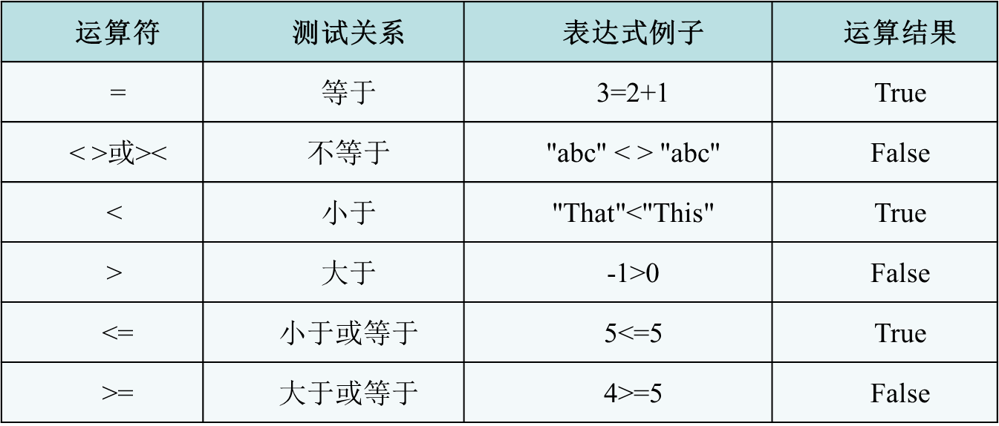 运算符 测试关系 表达式例子 运算结果
= 等于 3=2+1 True
< >或>< 不等于 "abc" < > "abc" False
< 小于 "That"<"This" True
> 大于 -1>0 False
<= 小于或等于 5<=5 True
>= 大于或等于 4>=5 False